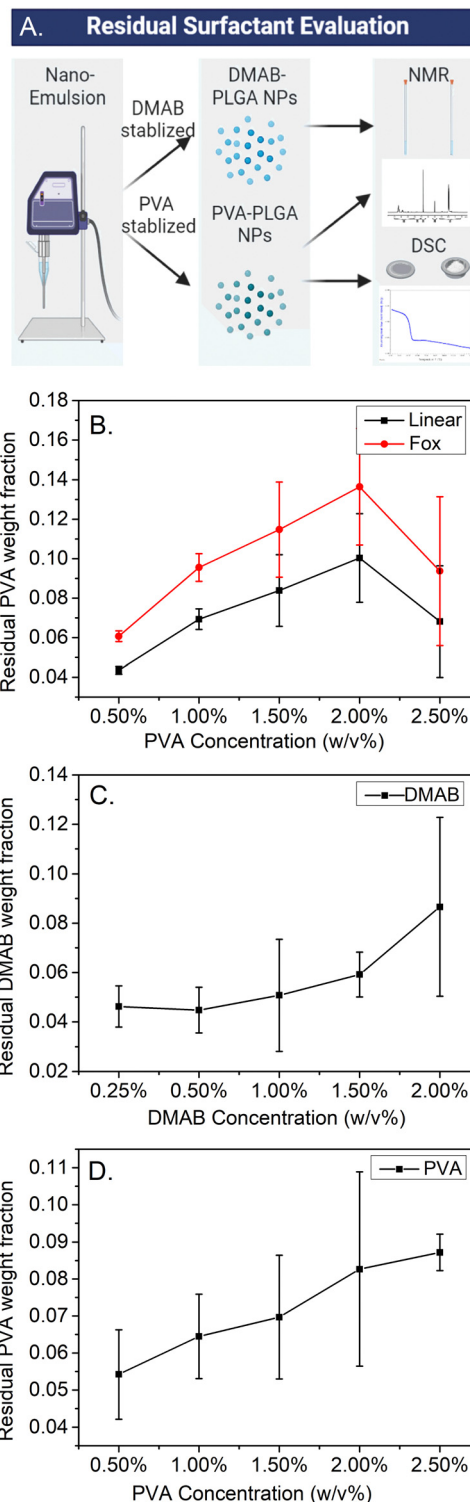 A. Residual Surfactant Evaluation
Nano-
Emulsion
DMAB
stablized
PVA
stablized
DMAB-
PLGA NPs
PVA-PLGA
NPs
NMR
DSC
B.
Linear
Fox
Residual PVA weight fraction
0.18
0.16
0.14
0.12
0.10
0.08
0.06
0.04
0.50% 1.00% 1.50% 2.00% 2.50%
PVA Concentration (w/v%)
C.
DMAB
Residual DMAB weight fraction
0.14
0.12
0.10
0.08
0.06
0.04
0.02
0.25% 0.50% 1.00% 1.50% 2.00%
DMAB Concentration (w/v%)
D.
PVA
Residual PVA weight fraction
0.11
0.10
0.09
0.08
0.07
0.06
0.05
0.04
0.50% 1.00% 1.50% 2.00% 2.50%
PVA Concentration (w/v%)